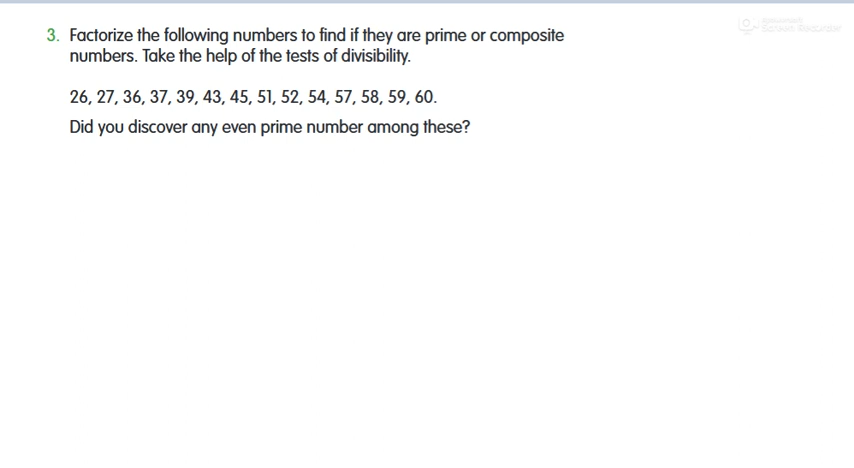 3. Factorize the following numbers to find if they are prime or composite
numbers. Take the help of the tests of divisibility.
26, 27, 36, 37, 39, 43, 45, 51, 52, 54, 57, 58, 59, 60.
Did you discover any even prime number among these?
Screen Recorder